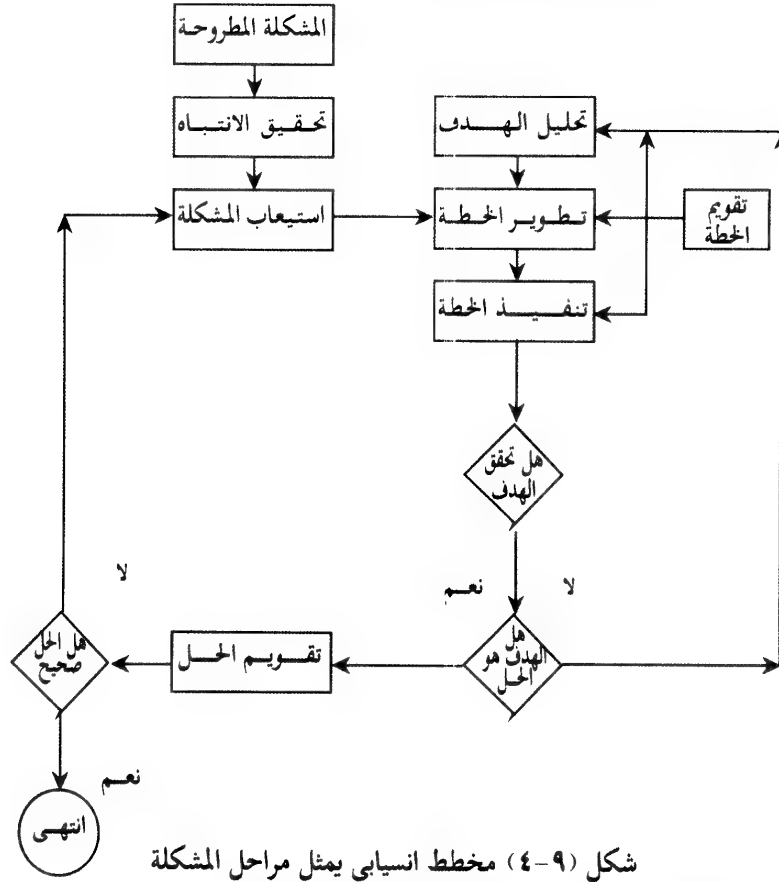 المشكلة المطروحة
تحقيق الانتباه
استيعاب المشكلة
تحليل الهدف
تطوير الخطة
تقويم
الخطة
تنفيذ الخطة
هل تحقق
الهدف
نعم
لا
هل
الهدف هو
الحل
تقويم الحل
لا
هل الحل
صحيح
نعم
انتهى
شكل (٩-٤) مخطط انسيابى يمثل مراحل المشكلة